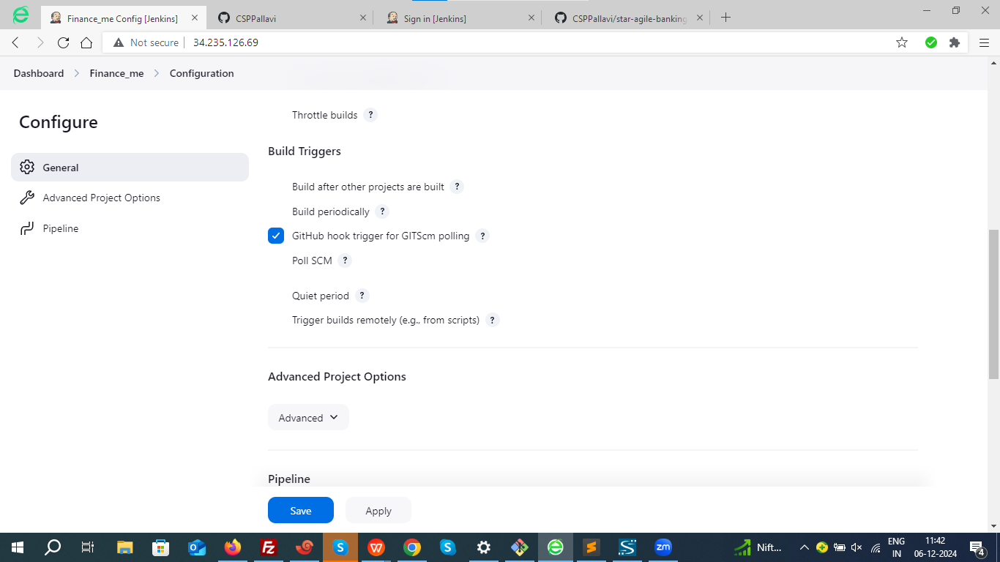 Finance_me Config [Jenkins]
CSPPallavi
Sign in [Jenkins]
CSPPallavi/star-agile-banking
Not secure
34.235.126.69
Dashboard
Finance_me
Configuration
Configure
General
Advanced Project Options
Pipeline
Throttle builds ?
Build Triggers
Build after other projects are built ?
Build periodically ?
GitHub hook trigger for GITScm polling ?
Poll SCM ?
Quiet period ?
Trigger builds remotely (e.g., from scripts) ?
Advanced Project Options
Advanced
Pipeline
Save
Apply
Nift...
ENG
IN
11:42
06-12-2024
4
zm